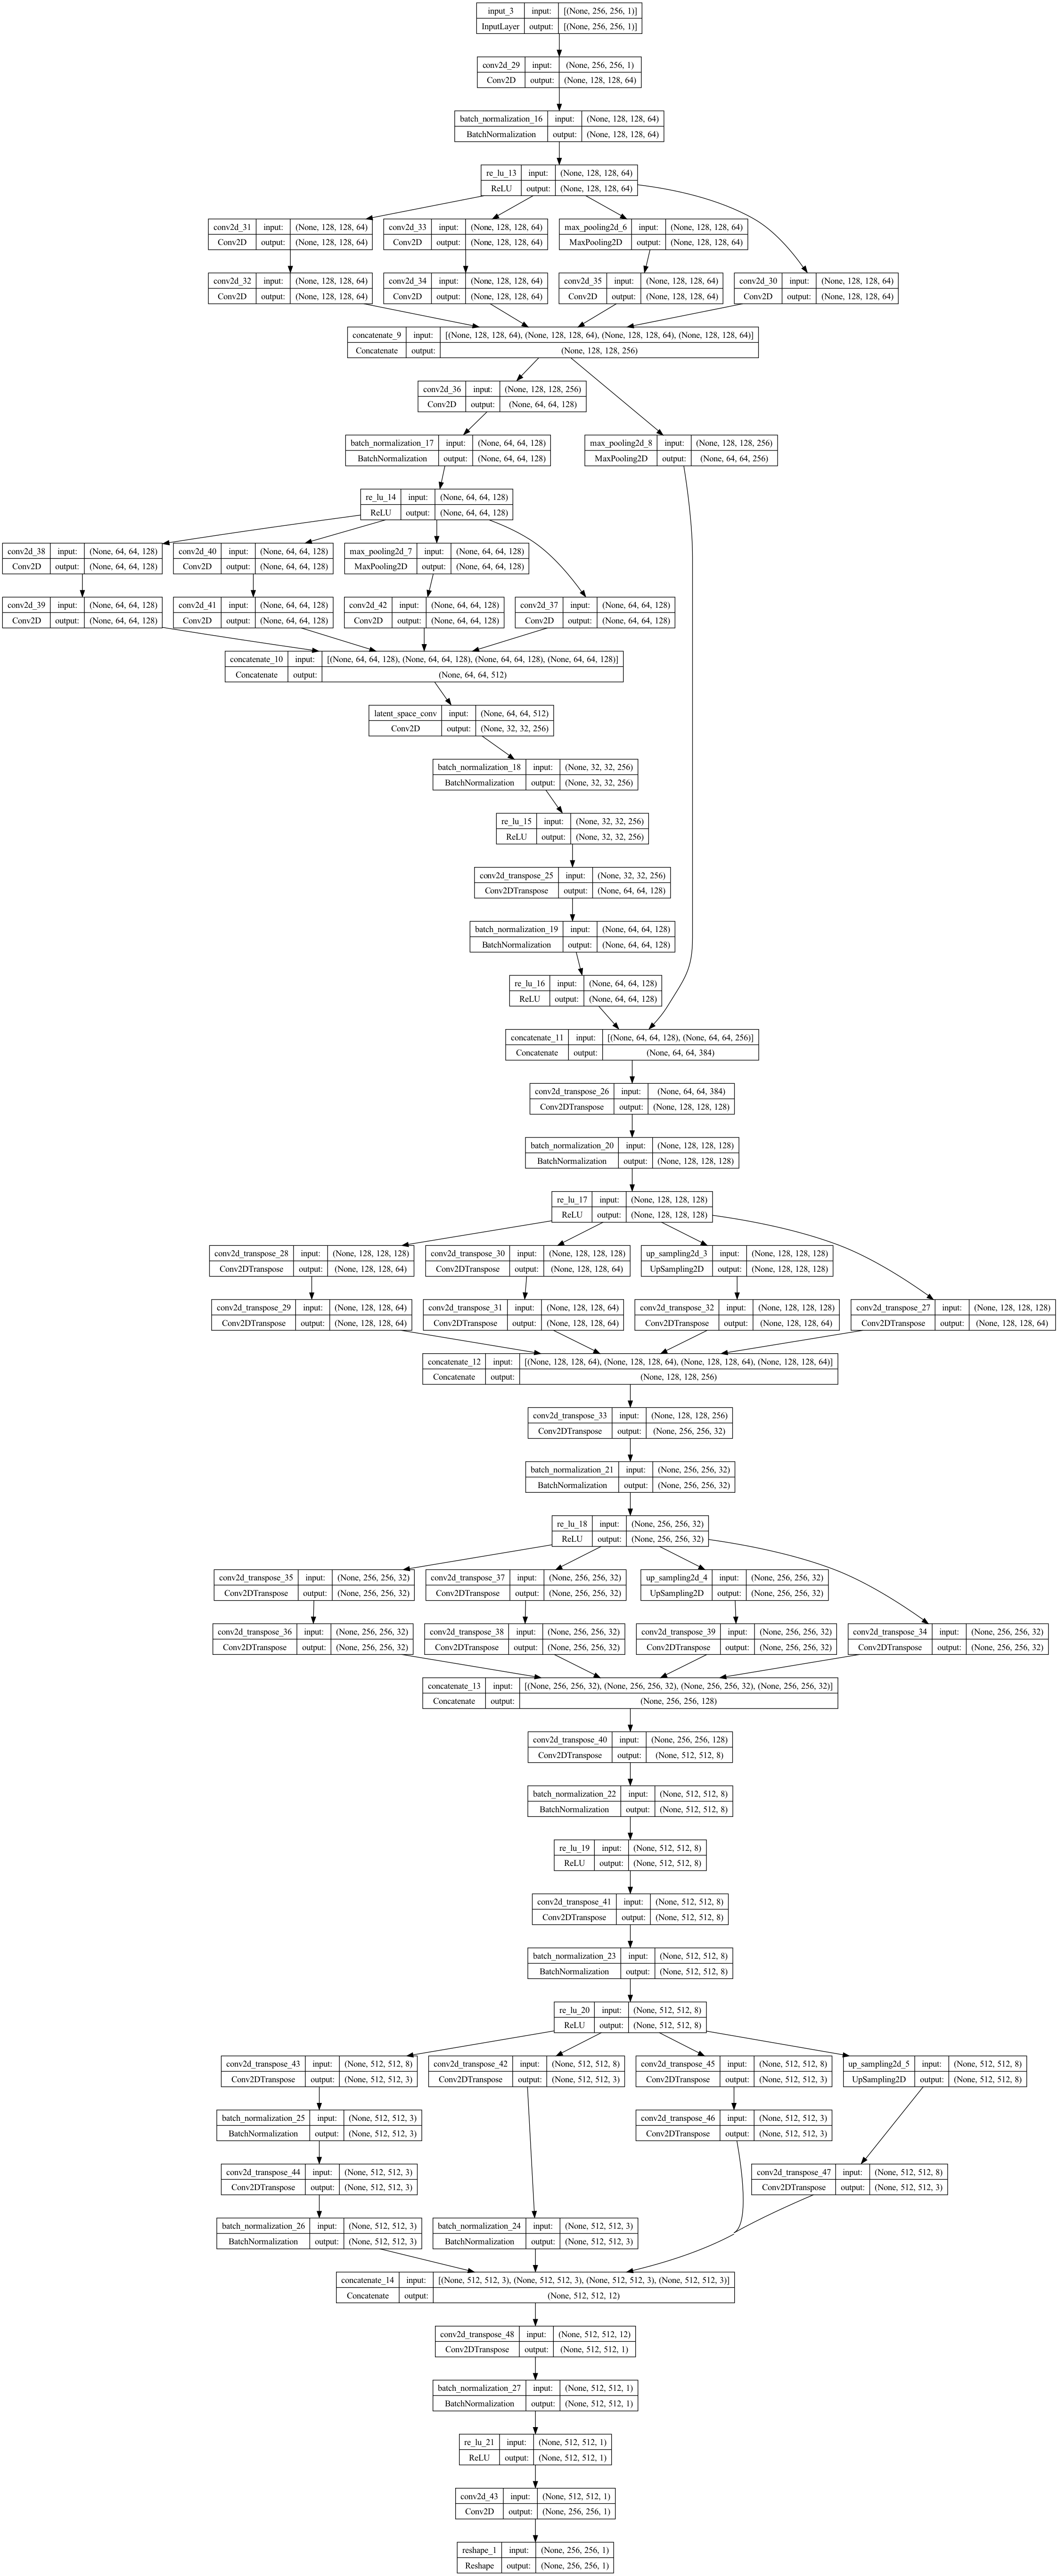 input_3 input: [(None, 256, 256, 1)]
InputLayer output: [(None, 256, 256, 1)]
conv2d_29 input: (None, 256, 256, 1)
Conv2D output: (None, 128, 128, 64)
batch_normalization_16 input: (None, 128, 128, 64)
BatchNormalization output: (None, 128, 128, 64)
re_lu_13 input: (None, 128, 128, 64)
ReLU output: (None, 128, 128, 64)
conv2d_31 input: (None, 128, 128, 64)
Conv2D output: (None, 128, 128, 64)
conv2d_33 input: (None, 128, 128, 64)
Conv2D output: (None, 128, 128, 64)
max_pooling2d_6 input: (None, 128, 128, 64)
MaxPooling2D output: (None, 128, 128, 64)
conv2d_32 input: (None, 128, 128, 64)
Conv2D output: (None, 128, 128, 64)
conv2d_34 input: (None, 128, 128, 64)
Conv2D output: (None, 128, 128, 64)
conv2d_35 input: (None, 128, 128, 64)
Conv2D output: (None, 128, 128, 64)
conv2d_30 input: (None, 128, 128, 64)
Conv2D output: (None, 128, 128, 64)
concatenate_9 input: [(None, 128, 128, 64), (None, 128, 128, 64), (None, 128, 128, 64), (None, 128, 128, 64)]
Concatenate output: (None, 128, 128, 256)
conv2d_36 input: (None, 128, 128, 256)
Conv2D output: (None, 64, 64, 128)
batch_normalization_17 input: (None, 64, 64, 128)
BatchNormalization output: (None, 64, 64, 128)
max_pooling2d_8 input: (None, 128, 128, 256)
MaxPooling2D output: (None, 64, 64, 256)
re_lu_14 input: (None, 64, 64, 128)
ReLU output: (None, 64, 64, 128)
conv2d_38 input: (None, 64, 64, 128)
Conv2D output: (None, 64, 64, 128)
conv2d_40 input: (None, 64, 64, 128)
Conv2D output: (None, 64, 64, 128)
max_pooling2d_7 input: (None, 64, 64, 128)
MaxPooling2D output: (None, 64, 64, 128)
conv2d_39 input: (None, 64, 64, 128)
Conv2D output: (None, 64, 64, 128)
conv2d_41 input: (None, 64, 64, 128)
Conv2D output: (None, 64, 64, 128)
conv2d_42 input: (None, 64, 64, 128)
Conv2D output: (None, 64, 64, 128)
conv2d_37 input: (None, 64, 64, 128)
Conv2D output: (None, 64, 64, 128)
concatenate_10 input: [(None, 64, 64, 128), (None, 64, 64, 128), (None, 64, 64, 128), (None, 64, 64, 128)]
Concatenate output: (None, 64, 64, 512)
latent_space_conv input: (None, 64, 64, 512)
Conv2D output: (None, 32, 32, 256)
batch_normalization_18 input: (None, 32, 32, 256)
BatchNormalization output: (None, 32, 32, 256)
re_lu_15 input: (None, 32, 32, 256)
ReLU output: (None, 32, 32, 256)
conv2d_transpose_25 input: (None, 32, 32, 256)
Conv2DTranspose output: (None, 64, 64, 128)
batch_normalization_19 input: (None, 64, 64, 128)
BatchNormalization output: (None, 64, 64, 128)
re_lu_16 input: (None, 64, 64, 128)
ReLU output: (None, 64, 64, 128)
concatenate_11 input: [(None, 64, 64, 128), (None, 64, 64, 256)]
Concatenate output: (None, 64, 64, 384)
conv2d_transpose_26 input: (None, 64, 64, 384)
Conv2DTranspose output: (None, 128, 128, 128)
batch_normalization_20 input: (None, 128, 128, 128)
BatchNormalization output: (None, 128, 128, 128)
re_lu_17 input: (None, 128, 128, 128)
ReLU output: (None, 128, 128, 128)
conv2d_transpose_28 input: (None, 128, 128, 128)
Conv2DTranspose output: (None, 128, 128, 64)
conv2d_transpose_30 input: (None, 128, 128, 128)
Conv2DTranspose output: (None, 128, 128, 64)
up_sampling2d_3 input: (None, 128, 128, 128)
UpSampling2D output: (None, 128, 128, 128)
conv2d_transpose_29 input: (None, 128, 128, 64)
Conv2DTranspose output: (None, 128, 128, 64)
conv2d_transpose_31 input: (None, 128, 128, 64)
Conv2DTranspose output: (None, 128, 128, 64)
conv2d_transpose_32 input: (None, 128, 128, 128)
Conv2DTranspose output: (None, 128, 128, 64)
conv2d_transpose_27 input: (None, 128, 128, 128)
Conv2DTranspose output: (None, 128, 128, 64)
concatenate_12 input: [(None, 128, 128, 64), (None, 128, 128, 64), (None, 128, 128, 64), (None, 128, 128, 64)]
Concatenate output: (None, 128, 128, 256)
conv2d_transpose_33 input: (None, 128, 128, 256)
Conv2DTranspose output: (None, 256, 256, 32)
batch_normalization_21 input: (None, 256, 256, 32)
BatchNormalization output: (None, 256, 256, 32)
re_lu_18 input: (None, 256, 256, 32)
ReLU output: (None, 256, 256, 32)
conv2d_transpose_35 input: (None, 256, 256, 32)
Conv2DTranspose output: (None, 256, 256, 32)
conv2d_transpose_37 input: (None, 256, 256, 32)
Conv2DTranspose output: (None, 256, 256, 32)
up_sampling2d_4 input: (None, 256, 256, 32)
UpSampling2D output: (None, 256, 256, 32)
conv2d_transpose_36 input: (None, 256, 256, 32)
Conv2DTranspose output: (None, 256, 256, 32)
conv2d_transpose_38 input: (None, 256, 256, 32)
Conv2DTranspose output: (None, 256, 256, 32)
conv2d_transpose_39 input: (None, 256, 256, 32)
Conv2DTranspose output: (None, 256, 256, 32)
conv2d_transpose_34 input: (None, 256, 256, 32)
Conv2DTranspose output: (None, 256, 256, 32)
concatenate_13 input: [(None, 256, 256, 32), (None, 256, 256, 32), (None, 256, 256, 32), (None, 256, 256, 32)]
Concatenate output: (None, 256, 256, 128)
conv2d_transpose_40 input: (None, 256, 256, 128)
Conv2DTranspose output: (None, 512, 512, 8)
batch_normalization_22 input: (None, 512, 512, 8)
BatchNormalization output: (None, 512, 512, 8)
re_lu_19 input: (None, 512, 512, 8)
ReLU output: (None, 512, 512, 8)
conv2d_transpose_41 input: (None, 512, 512, 8)
Conv2DTranspose output: (None, 512, 512, 8)
batch_normalization_23 input: (None, 512, 512, 8)
BatchNormalization output: (None, 512, 512, 8)
re_lu_20 input: (None, 512, 512, 8)
ReLU output: (None, 512, 512, 8)
conv2d_transpose_43 input: (None, 512, 512, 8)
Conv2DTranspose output: (None, 512, 512, 3)
conv2d_transpose_42 input: (None, 512, 512, 8)
Conv2DTranspose output: (None, 512, 512, 3)
conv2d_transpose_45 input: (None, 512, 512, 8)
Conv2DTranspose output: (None, 512, 512, 3)
up_sampling2d_5 input: (None, 512, 512, 8)
UpSampling2D output: (None, 512, 512, 8)
batch_normalization_25 input: (None, 512, 512, 3)
BatchNormalization output: (None, 512, 512, 3)
conv2d_transpose_46 input: (None, 512, 512, 3)
Conv2DTranspose output: (None, 512, 512, 3)
conv2d_transpose_44 input: (None, 512, 512, 3)
Conv2DTranspose output: (None, 512, 512, 3)
conv2d_transpose_47 input: (None, 512, 512, 8)
Conv2DTranspose output: (None, 512, 512, 3)
batch_normalization_26 input: (None, 512, 512, 3)
BatchNormalization output: (None, 512, 512, 3)
batch_normalization_24 input: (None, 512, 512, 3)
BatchNormalization output: (None, 512, 512, 3)
concatenate_14 input: [(None, 512, 512, 3), (None, 512, 512, 3), (None, 512, 512, 3), (None, 512, 512, 3)]
Concatenate output: (None, 512, 512, 12)
conv2d_transpose_48 input: (None, 512, 512, 12)
Conv2DTranspose output: (None, 512, 512, 1)
batch_normalization_27 input: (None, 512, 512, 1)
BatchNormalization output: (None, 512, 512, 1)
re_lu_21 input: (None, 512, 512, 1)
ReLU output: (None, 512, 512, 1)
conv2d_43 input: (None, 512, 512, 1)
Conv2D output: (None, 256, 256, 1)
reshape_1 input: (None, 256, 256, 1)
Reshape output: (None, 256, 256, 1)